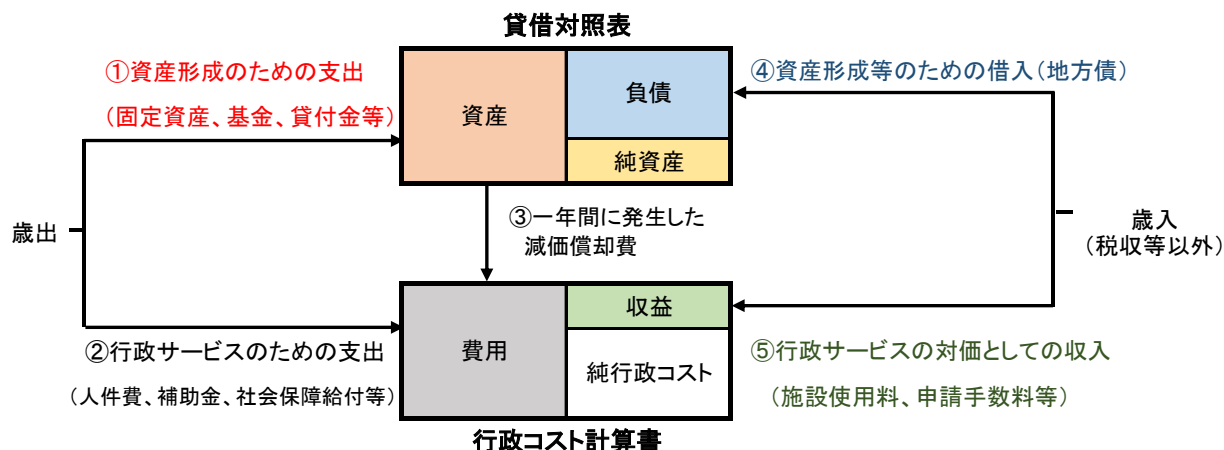 貸借対照表
①資産形成のための支出
（固定資産、基金、貸付金等）
資産
負債
純資産
④資産形成等のための借入（地方債）
歳出
③一年間に発生した
減価償却費
歳入
（税収等以外）
②行政サービスのための支出
（人件費、補助金、社会保障給付等）
費用
収益
純行政コスト
⑤行政サービスの対価としての収入
（施設使用料、申請手数料等）
行政コスト計算書